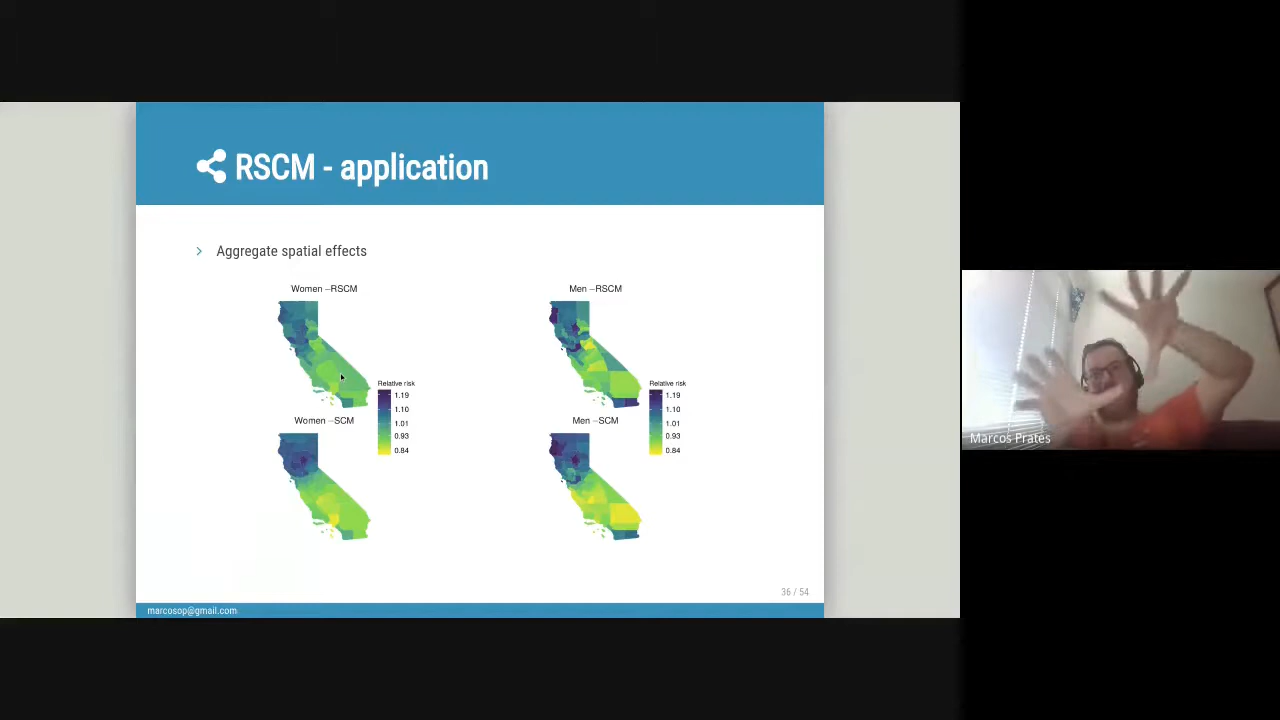 RSCM - application
Aggregate spatial effects
Women –RSCM
Men –RSCM
Relative risk
1.19
1.10
1.01
0.93
0.84
Relative risk
1.19
1.10
1.01
0.93
0.84
Women –SCM
Men –SCM
36 / 54
marcosop@gmail.com
Marcos Prates